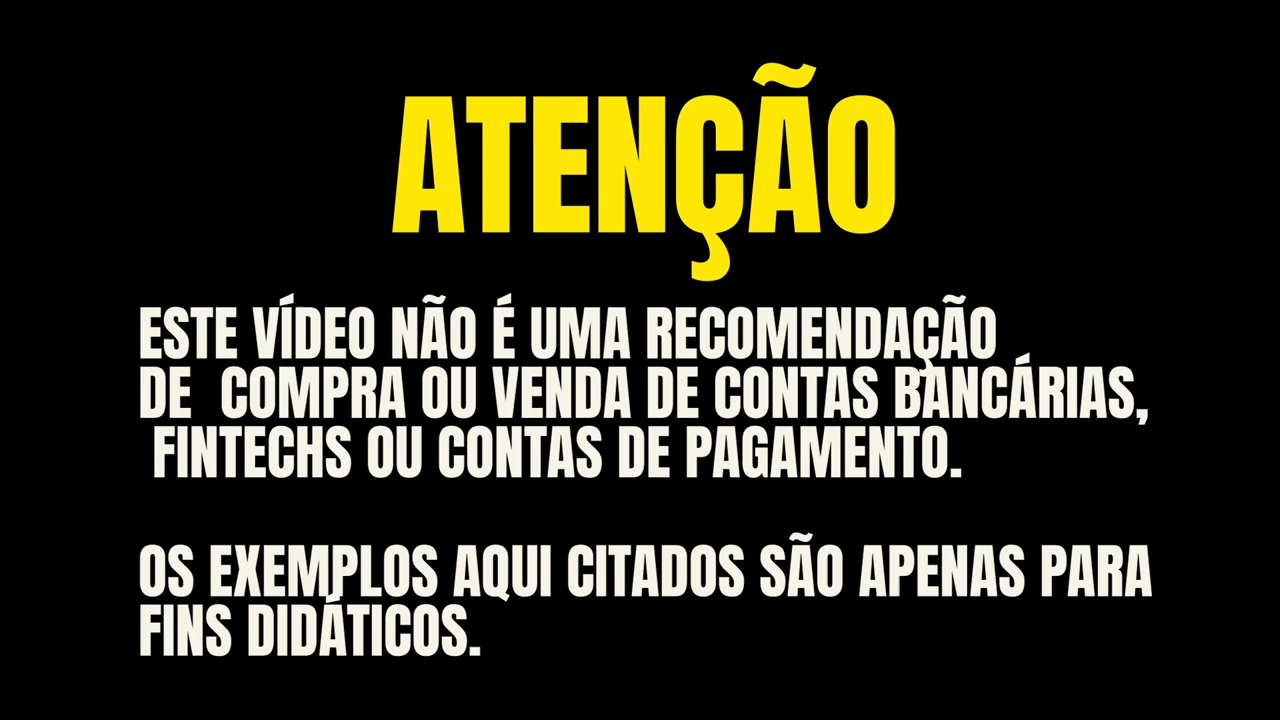 ATENÇÃO
ESTE VÍDEO NÃO É UMA RECOMENDAÇÃO
DE COMPRA OU VENDA DE CONTAS BANCÁRIAS,
FINTECHS OU CONTAS DE PAGAMENTO.
OS EXEMPLOS AQUI CITADOS SÃO APENAS PARA
FINS DIDÁTICOS.